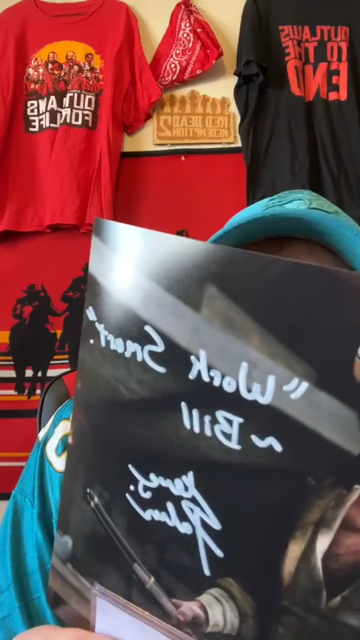 OUTLAWS
FOR LIFE
RED DEAD
REDEMPTION 2
OUTLAWS
TO THE
END
"Work Smart".
~ Bill